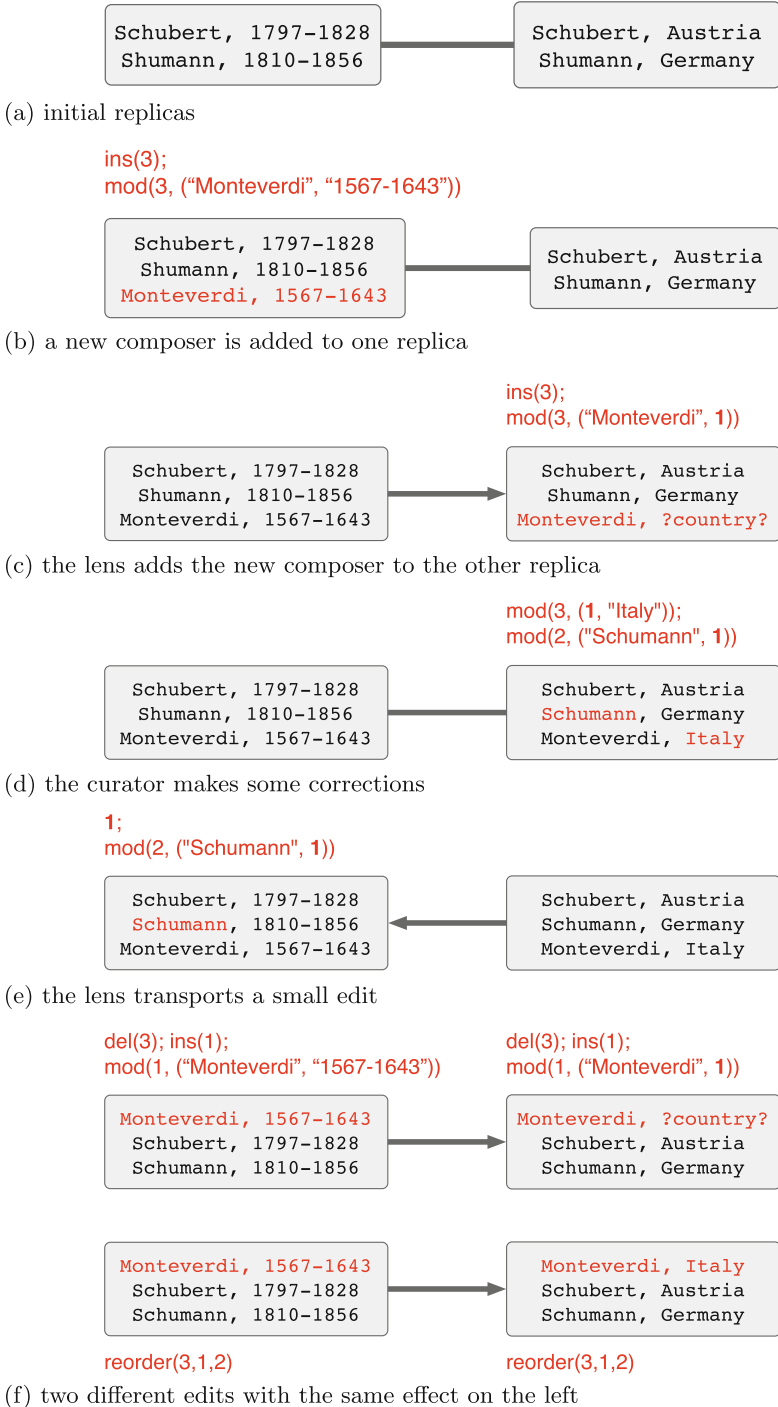 Schubert, 1797-1828
Shumann, 1810-1856
Schubert, Austria
Shumann, Germany
(a) initial replicas
ins(3);
mod(3, (“Monteverdi”, “1567-1643”))
Schubert, 1797-1828
Shumann, 1810-1856
Monteverdi, 1567-1643
Schubert, Austria
Shumann, Germany
(b) a new composer is added to one replica
ins(3);
mod(3, (“Monteverdi”, 1))
Schubert, 1797-1828
Shumann, 1810-1856
Monteverdi, 1567-1643
Schubert, Austria
Shumann, Germany
Monteverdi, ?country?
(c) the lens adds the new composer to the other replica
mod(3, (1, "Italy"));
mod(2, ("Schumann", 1))
Schubert, 1797-1828
Shumann, 1810-1856
Monteverdi, 1567-1643
Schubert, Austria
Schumann, Germany
Monteverdi, Italy
(d) the curator makes some corrections
1;
mod(2, ("Schumann", 1))
Schubert, 1797-1828
Schumann, 1810-1856
Monteverdi, 1567-1643
Schubert, Austria
Schumann, Germany
Monteverdi, Italy
(e) the lens transports a small edit
del(3); ins(1);
mod(1, (“Monteverdi”, “1567-1643”))
del(3); ins(1);
mod(1, (“Monteverdi”, 1))
Monteverdi, 1567-1643
Schubert, 1797-1828
Schumann, 1810-1856
Monteverdi, ?country?
Schubert, Austria
Schumann, Germany
Monteverdi, 1567-1643
Schubert, 1797-1828
Schumann, 1810-1856
Monteverdi, Italy
Schubert, Austria
Schumann, Germany
reorder(3,1,2)
reorder(3,1,2)
(f) two different edits with the same effect on the left